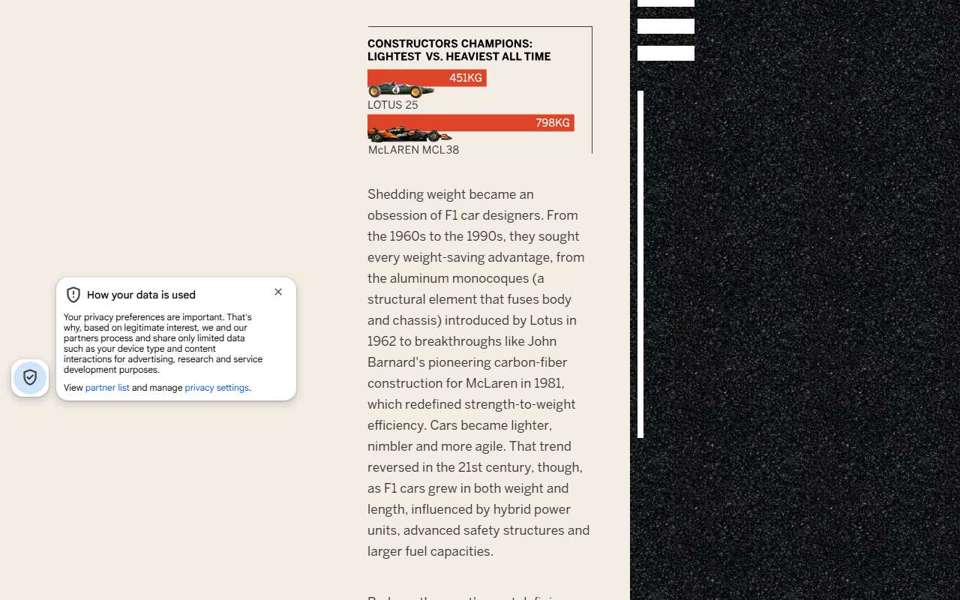 CONSTRUCTORS CHAMPIONS:
LIGHTEST VS. HEAVIEST ALL TIME
451KG
LOTUS 25
798KG
McLAREN MCL38
Shedding weight became an
obsession of F1 car designers. From
the 1960s to the 1990s, they sought
every weight-saving advantage, from
the aluminum monocoques (a
structural element that fuses body
and chassis) introduced by Lotus in
1962 to breakthroughs like John
Barnard's pioneering carbon-fiber
construction for McLaren in 1981,
which redefined strength-to-weight
efficiency. Cars became lighter,
nimbler and more agile. That trend
reversed in the 21st century, though,
as F1 cars grew in both weight and
length, influenced by hybrid power
units, advanced safety structures and
larger fuel capacities.
How your data is used
Your privacy preferences are important. That's
why, based on legitimate interest, we and our
partners process and share only limited data
such as your device type and content
interactions for advertising, research and service
development purposes.
View partner list and manage privacy settings.